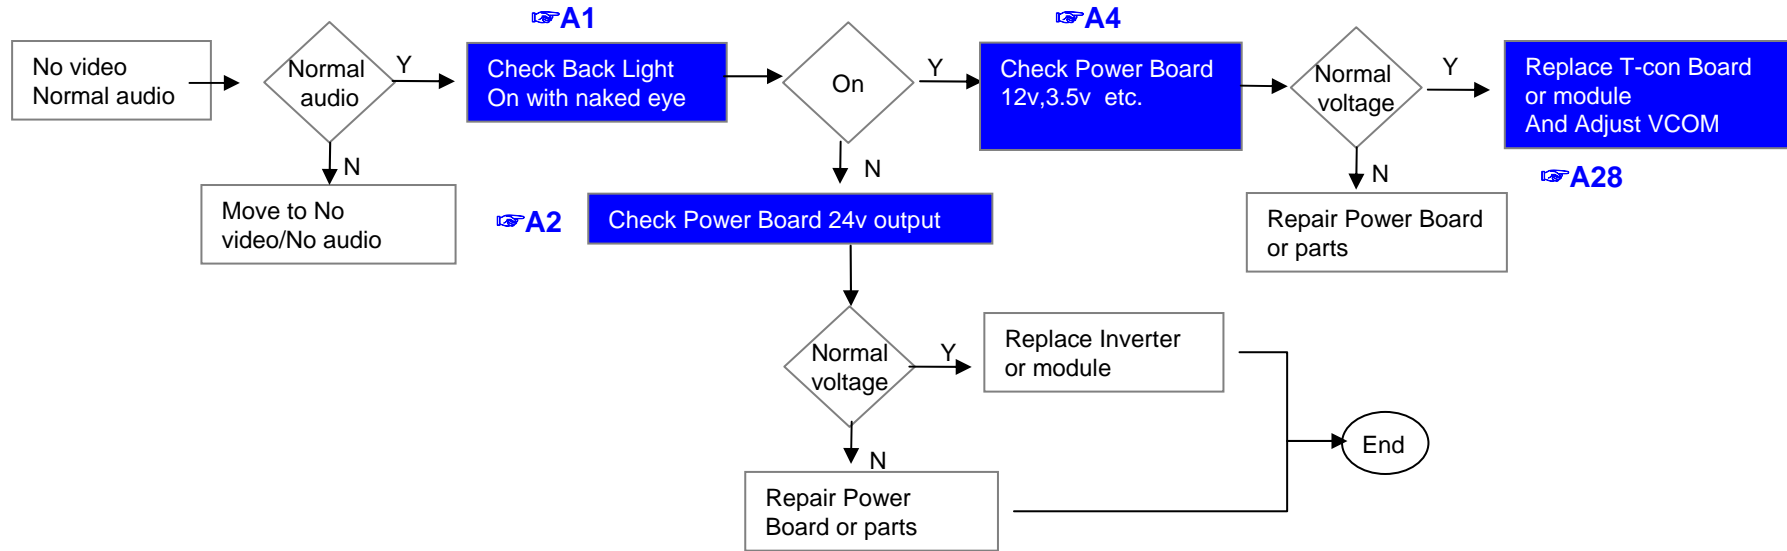 ☞A1
☞A4
No video
Normal audio
Normal
audio
Y
Check Back Light
On with naked eye
On
Y
Check Power Board
12v,3.5v etc.
Normal
voltage
Y
Replace T-con Board
or module
And Adjust VCOM
N
Move to No
video/No audio
N
☞A2
Check Power Board 24v output
N
Repair Power Board
or parts
☞A28
Normal
voltage
Y
Replace Inverter
or module
End
N
Repair Power
Board or parts